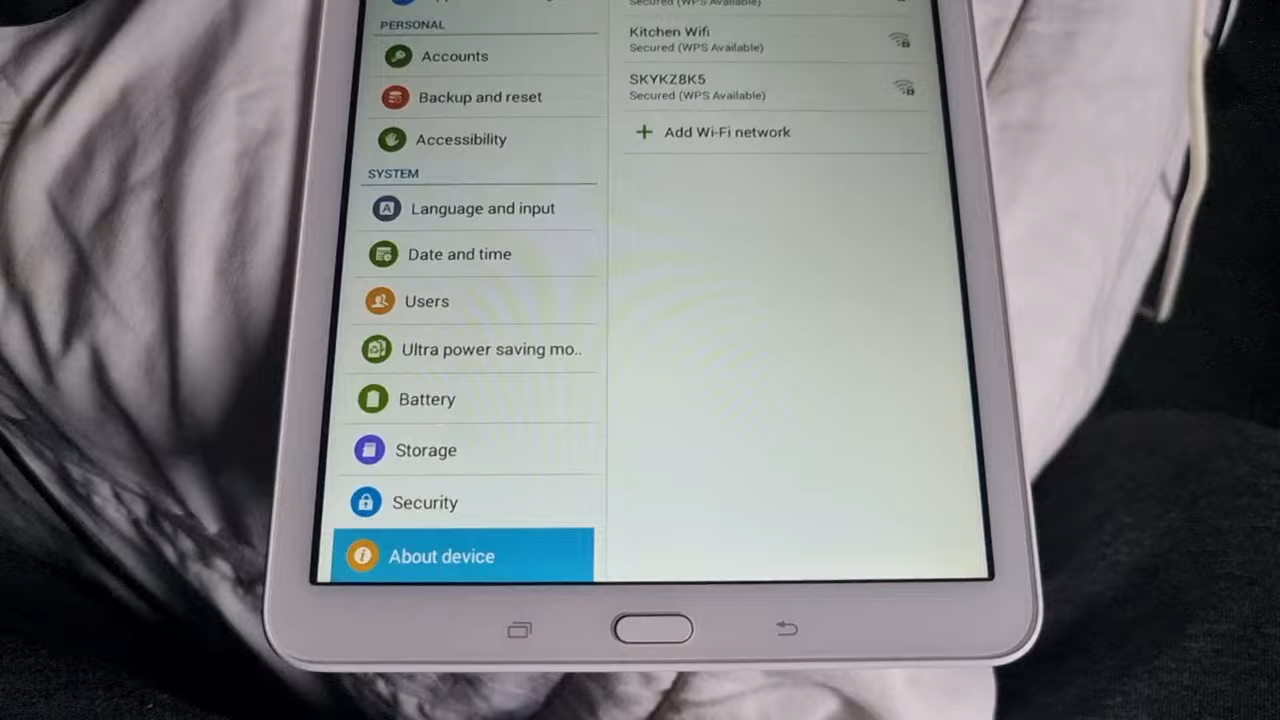 PERSONAL
Accounts
Backup and reset
Accessibility
SYSTEM
Language and input
Date and time
Users
Ultra power saving mo..
Battery
Storage
Security
About device
Secured (WPS Available)
Kitchen Wifi
Secured (WPS Available)
SKYKZ8K5
Secured (WPS Available)
Add Wi-Fi network